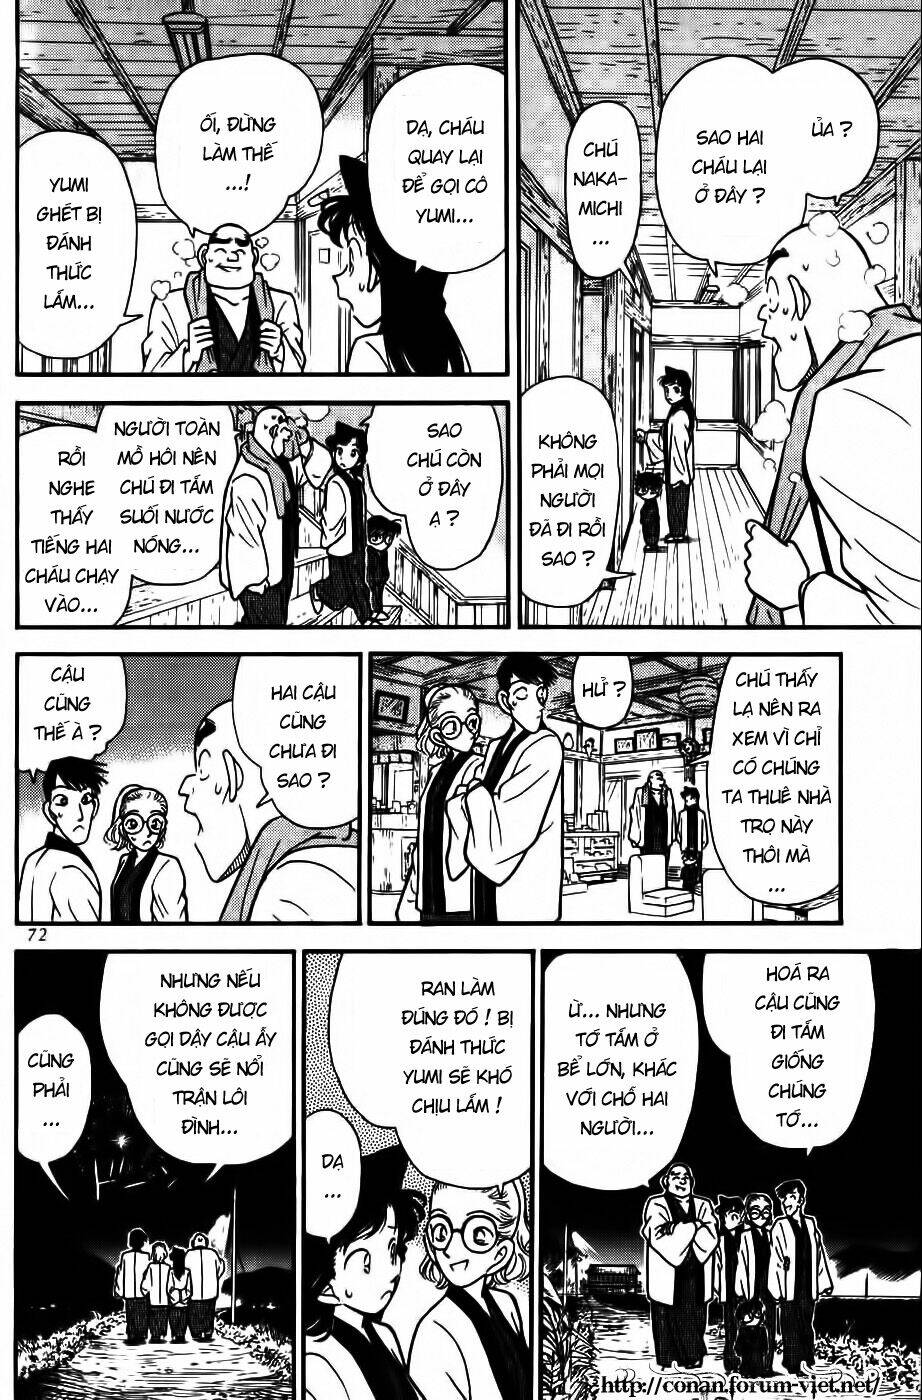 ỦA ?
SAO HAI
CHÁU LẠI
Ở ĐÂY ?
CHÚ
NAKA-
MICHI
...
KHÔNG
PHẢI MỌI
NGƯỜI
ĐÃ ĐI RỒI
SAO ?
DẠ, CHÁU
QUAY LẠI
ĐỂ GỌI CÔ
YUMI...
ỐI, ĐỪNG
LÀM THẾ
...!
YUMI
GHÉT BỊ
ĐÁNH
THỨC
LẮM...
SAO
CHÚ CÒN
Ở ĐÂY
Ạ ?
NGƯỜI TOÀN
MỒ HÔI NÊN
CHÚ ĐI TẮM
SUỐI NƯỚC
NÓNG...
RỒI
NGHE
THẤY
TIẾNG HAI
CHÁU CHẠY
VÀO...
CHÚ THẤY
LẠ NÊN RA
XEM VÌ CHỈ
CÓ CHÚNG
TA THUÊ NHÀ
TRỌ NÀY
THÔI MÀ
...
HỬ ?
HAI CẬU
CŨNG
CHƯA ĐI
SAO ?
CẬU
CŨNG
THẾ À ?
72
HOÁ RA
CẬU CŨNG
ĐI TẮM
GIỐNG
CHÚNG
TỚ...
Ừ... NHƯNG
TỚ TẮM Ở
BỂ LỚN, KHÁC
VỚI CHỖ HAI
NGƯỜI...
RAN LÀM
ĐÚNG ĐÓ ! BỊ
ĐÁNH THỨC
YUMI SẼ KHÓ
CHỊU LẮM !
DẠ
...
NHƯNG NẾU
KHÔNG ĐƯỢC
GỌI DẬY CẬU ẤY
CŨNG SẼ NỔI
TRẬN LÔI
ĐÌNH...
CŨNG
PHẢI
...
http://conan.forum-viet.net/